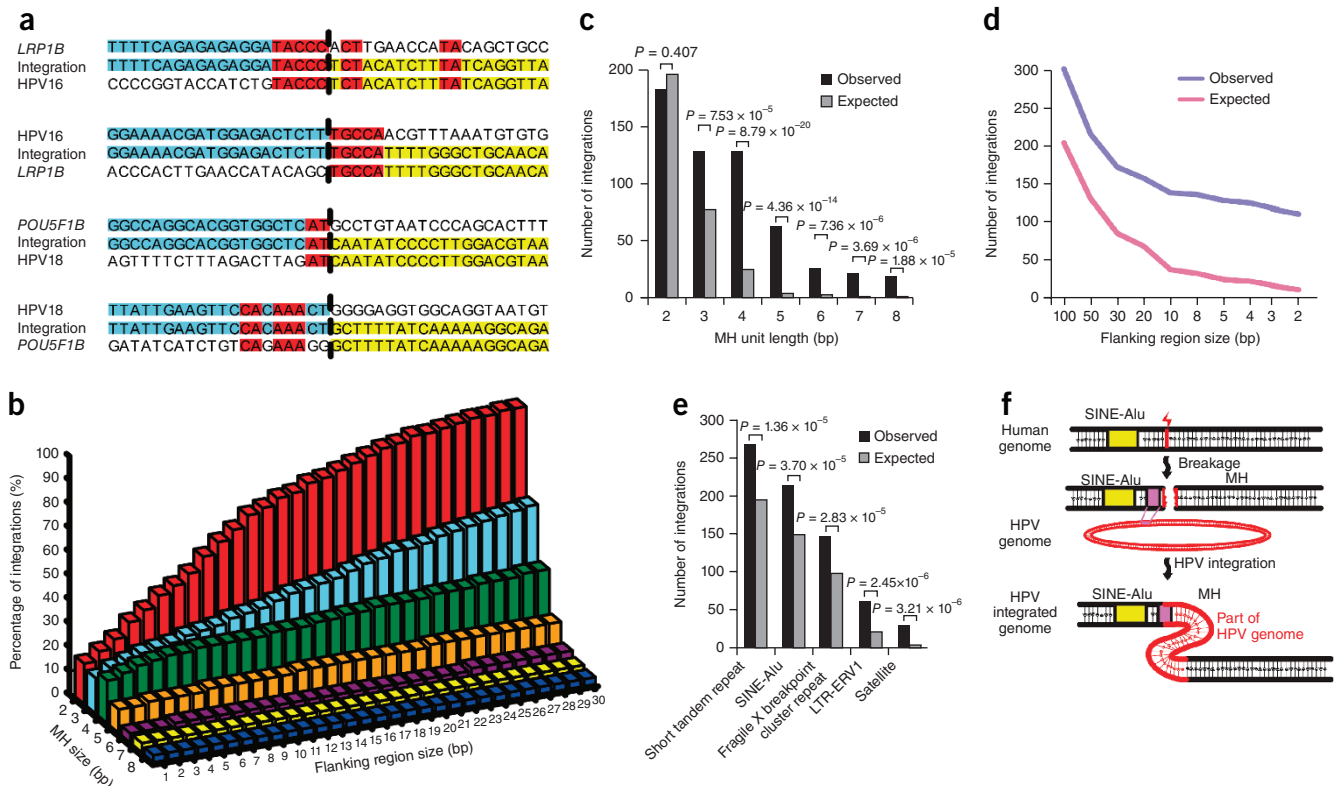 a
LRP1B TTTTCAGAGAGAGGATACCCACTTGAACCATACAGCTGCC
Integration TTTTCAGAGAGAGGATACCCTCTACATCTTTATCAGGTTA
HPV16 CCCCGGTACCATCTGTACCCTCTACATCTTTATCAGGTTA
HPV16 GGAAAACGATGGAGACTCTTTGCCAACGTTTAAATGTGTG
Integration GGAAAACGATGGAGACTCTTTGCCATTTTGGGCTGCAACA
LRP1B ACCCACTTGAACCATACAGCTGCCATTTTGGGCTGCAACA
POU5F1B GGCCAGGCACGGTGGCTCATGCCTGTAATCCCAGCACTTT
Integration GGCCAGGCACGGTGGCTCATCAATATCCCCTTGGACGTAA
HPV18 AGTTTTCTTTAGACTTAGATCAATATCCCCTTGGACGTAA
HPV18 TTATTGAAGTTCCACAAACTGGGGAGGTGGCAGGTAATGT
Integration TTATTGAAGTTCCACAAACTGCTTTTATCAAAAAGGCAGA
POU5F1B GATATCATCTGTCAGAAAGGGCTTTTATCAAAAAGGCAGA
b
Percentage of integrations (%)
100
90
80
70
60
50
40
30
20
10
0
2 3 4 5 6 7 8
MH size (bp)
1 2 3 4 5 6 7 8 9 10 11 12 13 14 15 16 17 18 19 20 21 22 23 24 25 26 27 28 29 30
Flanking region size (bp)
c
Number of integrations
200
150
100
50
0
P = 0.407
P = 7.53 × 10−5
P = 8.79 × 10−20
P = 4.36 × 10−14
P = 7.36 × 10−6
P = 3.69 × 10−6
P = 1.88 × 10−5
Observed
Expected
2 3 4 5 6 7 8
MH unit length (bp)
d
Number of integrations
300
250
200
150
100
50
0
Observed
Expected
100 50 30 20 10 8 5 4 3 2
Flanking region size (bp)
e
Number of integrations
300
250
200
150
100
50
0
P = 1.36 × 10−5
P = 3.70 × 10−5
P = 2.83 × 10−5
P = 2.45×10−6
P = 3.21 × 10−6
Observed
Expected
Short tandem repeat
SINE-Alu
Fragile X breakpoint
cluster repeat
LTR-ERV1
Satellite
f
SINE-Alu
Human
genome
Breakage
SINE-Alu
MH
HPV
genome
HPV integration
HPV
integrated
genome
SINE-Alu
MH
Part of
HPV genome